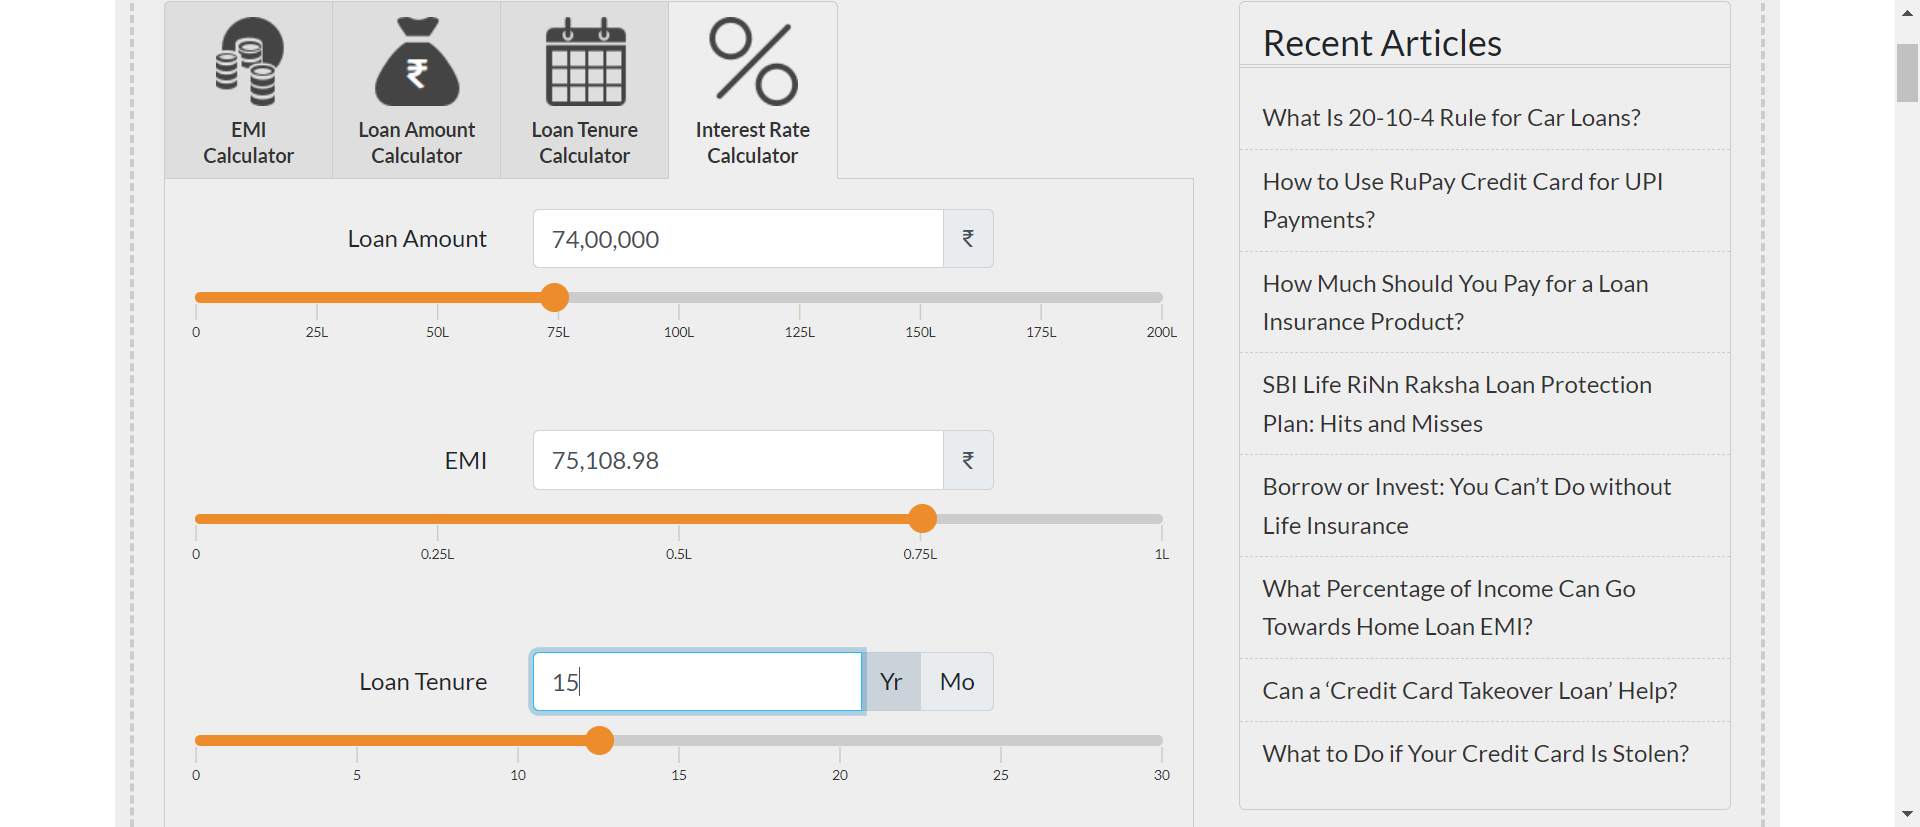 EMI
Calculator
Loan Amount
Calculator
Loan Tenure
Calculator
Interest Rate
Calculator
Loan Amount
74,00,000
₹
0
25L
50L
75L
100L
125L
150L
175L
200L
EMI
75,108.98
₹
0
0.25L
0.5L
0.75L
1L
Loan Tenure
15
Yr
Mo
0
5
10
15
20
25
30
Recent Articles
What Is 20-10-4 Rule for Car Loans?
How to Use RuPay Credit Card for UPI
Payments?
How Much Should You Pay for a Loan
Insurance Product?
SBI Life RiNn Raksha Loan Protection
Plan: Hits and Misses
Borrow or Invest: You Can’t Do without
Life Insurance
What Percentage of Income Can Go
Towards Home Loan EMI?
Can a ‘Credit Card Takeover Loan’ Help?
What to Do if Your Credit Card Is Stolen?